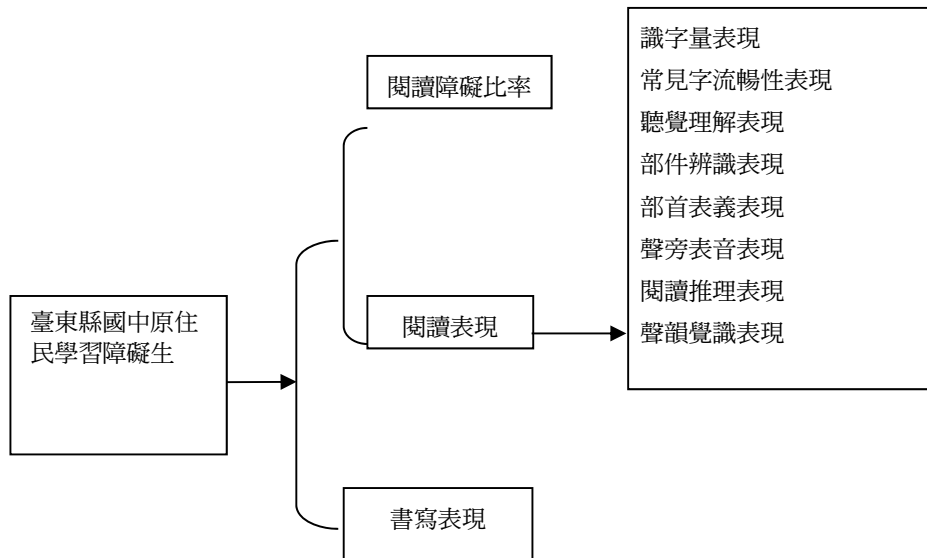 臺東縣國中原住
民學習障礙生
閱讀障礙比率
閱讀表現
書寫表現
識字量表現
常見字流暢性表現
聽覺理解表現
部件辨識表現
部首表義表現
聲旁表音表現
閱讀推理表現
聲韻覺識表現